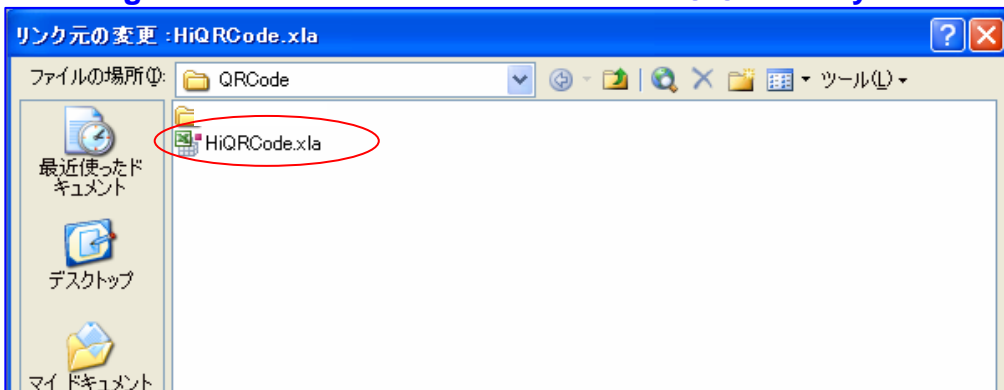 リンク元の変更 :HiQRCode.xla
ファイルの場所(I): QRCode ツール(L)
HiQRCode.xla
最近使ったド
キュメント
デスクトップ
マイ ドキュメント